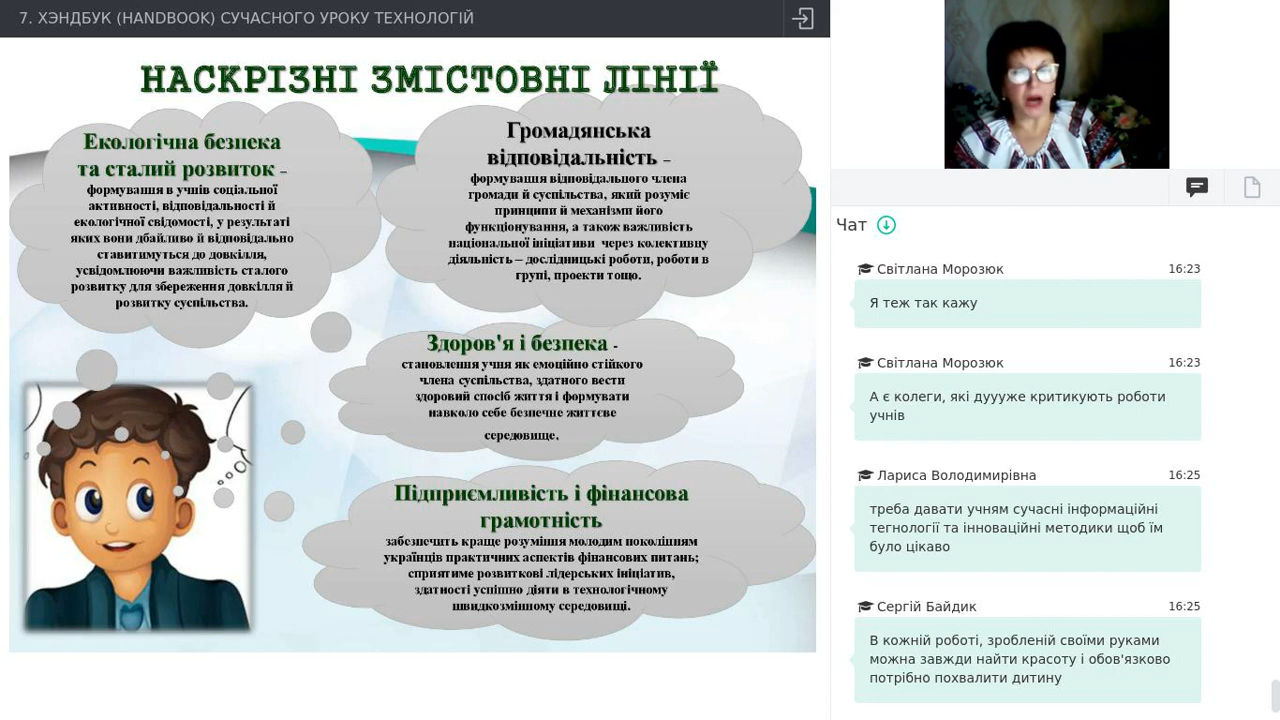 7. ХЭНДБУК (HANDBOOK) СУЧАСНОГО УРОКУ ТЕХНОЛОГІЙ
НАСКРІЗНІ ЗМІСТОВНІ ЛІНІЇ
Екологічна безпека
та сталий розвиток –
формування в учнів соціальної
активності, відповідальності й
екологічної свідомості, у результаті
яких вони дбайливо й відповідально
ставитимуться до довкілля,
усвідомлюючи важливість сталого
розвитку для збереження довкілля й
розвитку суспільства.
Громадянська
відповідальність –
формування відповідального члена
громади й суспільства, який розуміє
принципи й механізми його
функціонування, а також важливість
національної ініціативи через колективну
діяльність – дослідницькі роботи, роботи в
групі, проекти тощо.
Здоров'я і безпека -
становлення учня як емоційно стійкого
члена суспільства, здатного вести
здоровий спосіб життя і формувати
навколо себе безпечне життєве
середовище.
Підприємливість і фінансова
грамотність
забезпечить краще розуміння молодим поколінням
українців практичних аспектів фінансових питань;
сприятиме розвиткові лідерських ініціатив,
здатності успішно діяти в технологічному
швидкозмінному середовищі.
Чат
Світлана Морозюк 16:23
Я теж так кажу
Світлана Морозюк 16:23
А є колеги, які дуууже критикують роботи
учнів
Лариса Володимирівна 16:25
треба давати учням сучасні інформаційні
тегнології та інноваційні методики щоб їм
було цікаво
Сергій Байдик 16:25
В кожній роботі, зробленій своїми руками
можна завжди найти красоту і обов'язково
потрібно похвалити дитину